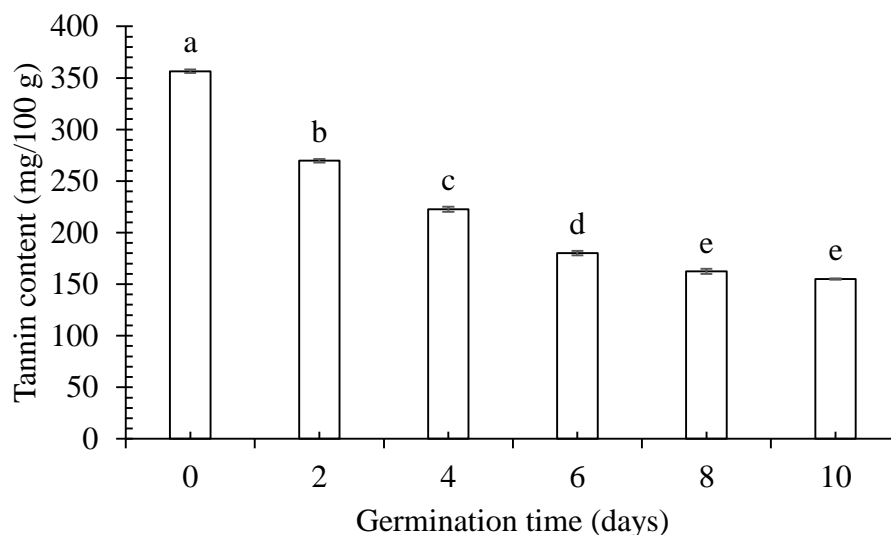 Tannin content (mg/100 g)
400
350
300
250
200
150
100
50
0
a
b
c
d
e
e
0 2 4 6 8 10
Germination time (days)